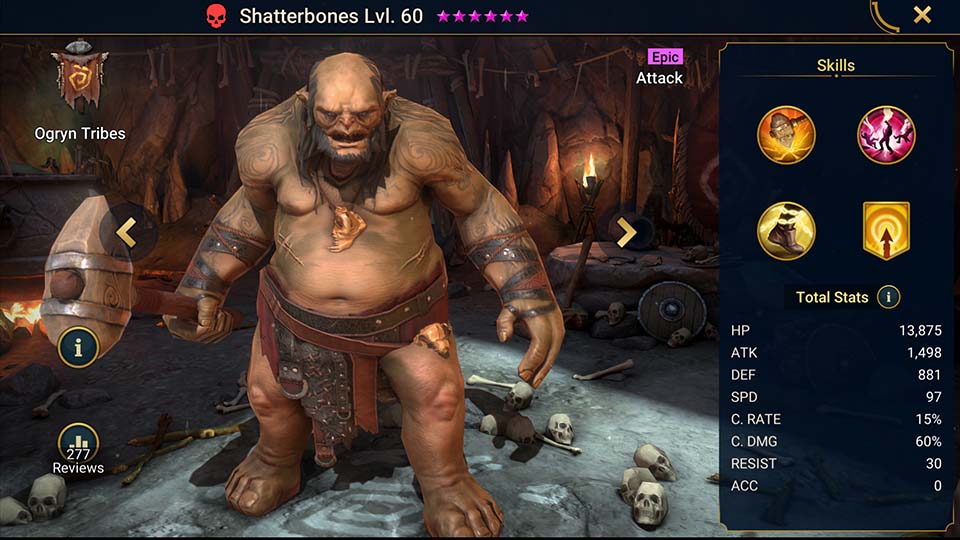 Shatterbones Lvl. 60
Epic
Attack
Ogryn Tribes
277
Reviews
Skills
Total Stats
HP 13,875
ATK 1,498
DEF 881
SPD 97
C. RATE 15%
C. DMG 60%
RESIST 30
ACC 0